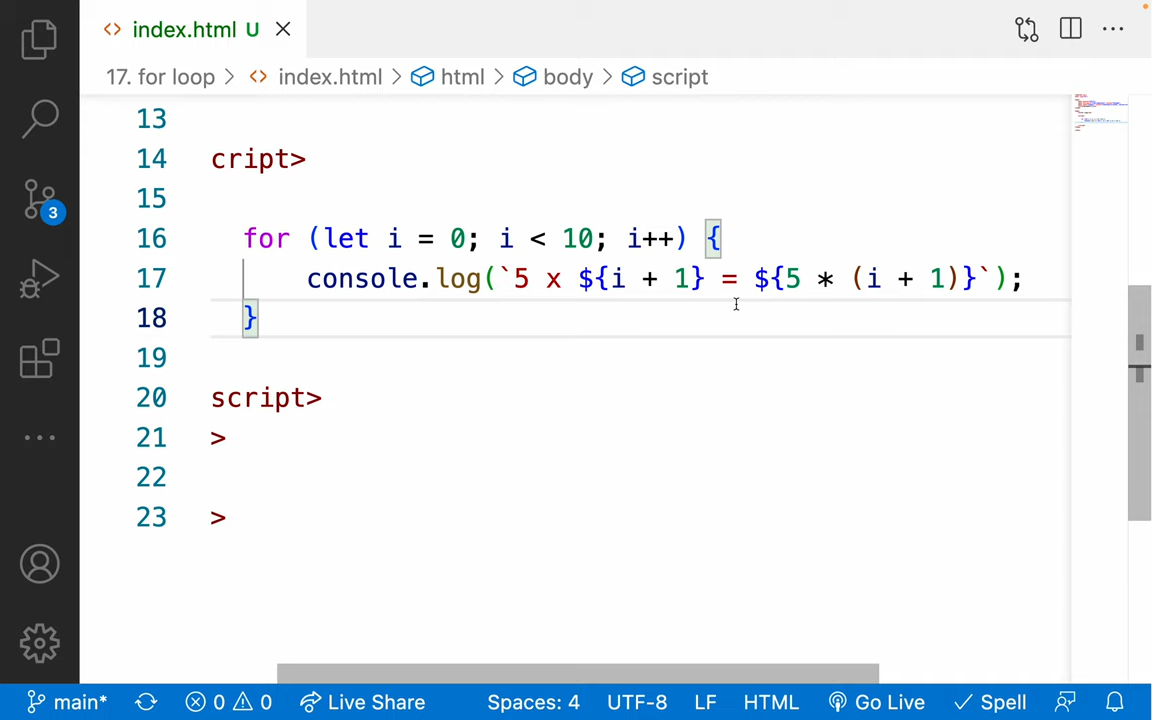 index.html U
17. for loop > index.html > html > body > script
13
14 cript>
15
16 for (let i = 0; i < 10; i++) {
17 console.log(`5 x ${i + 1} = ${5 * (i + 1)}`);
18 }
19
20 script>
21 >
22
23 >
3
main* 0 0 Live Share Spaces: 4 UTF-8 LF HTML Go Live Spell